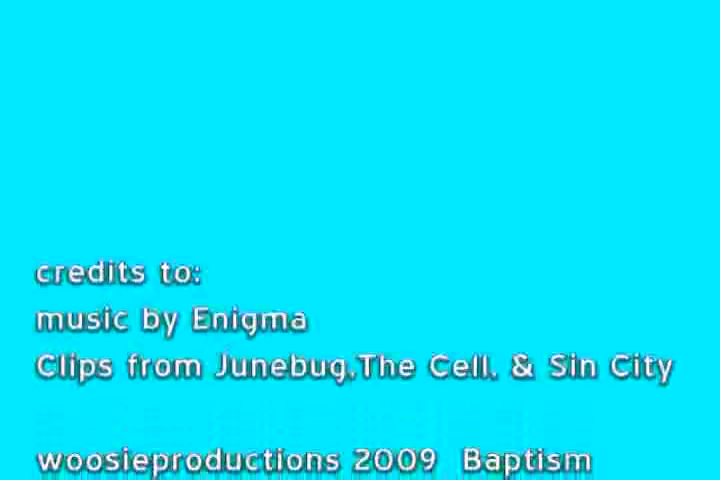 credits to:
music by Enigma
Clips from Junebug,The Cell, & Sin City
woosieproductions 2009 Baptism